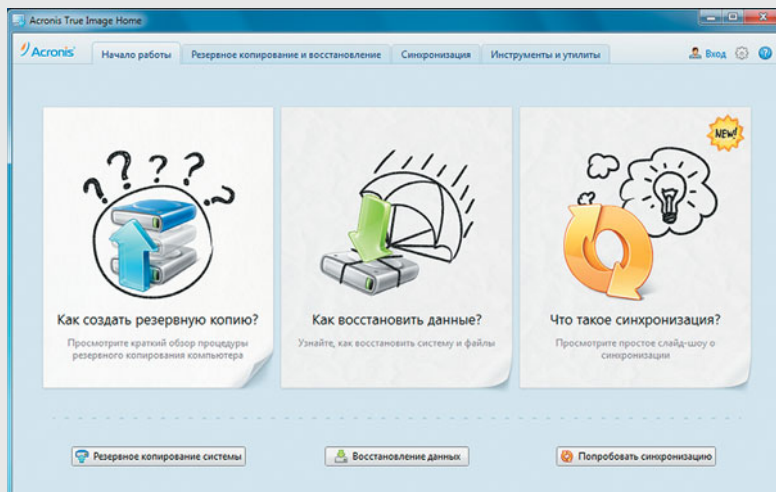 Acronis True Image Home
Acronis
Начало работы
Резервное копирование и восстановление
Синхронизация
Инструменты и утилиты
Вход
NEW!
Как создать резервную копию?
Просмотрите краткий обзор процедуры
резервного копирования компьютера
Как восстановить данные?
Узнайте, как восстановить систему и файлы
Что такое синхронизация?
Просмотрите простое слайд-шоу о
синхронизации
Резервное копирование системы
Восстановление данных
Попробовать синхронизацию